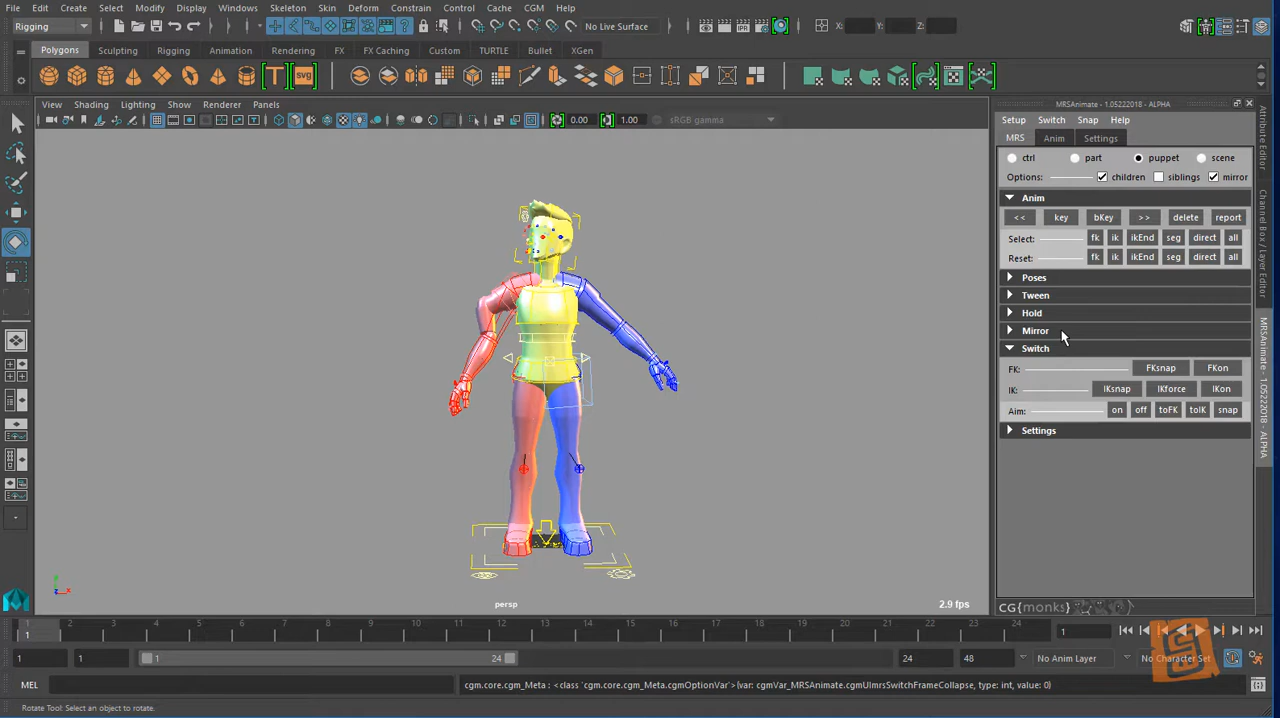 File Edit Create Select Modify Display Windows Skeleton Skin Deform Constrain Control Cache CGM Help
Rigging No Live Surface X: Y: Z:
Polygons Sculpting Rigging Animation Rendering FX FX Caching Custom TURTLE Bullet XGen
T svg
View Shading Lighting Show Renderer Panels
0.00 1.00 sRGB gamma
MRSAnimate - 1.05222018 - ALPHA
Setup Switch Snap Help
MRS Anim Settings
ctrl part puppet scene
Options: children siblings mirror
Anim
<< key bKey >> delete report
Select: fk ik ikEnd seg direct all
Reset: fk ik ikEnd seg direct all
Poses
Tween
Hold
Mirror
Switch
FK: FKsnap FKon
IK: IKsnap IKforce IKon
Aim: on off toFK toIK snap
Settings
Attribute Editor
Channel Box / Layer Editor
MRSAnimate - 1.05222018 - ALPHA
persp
2.9 fps
CG{monks}
1 2 3 4 5 6 7 8 9 10 11 12 13 14 15 16 17 18 19 20 21 22 23 24
1 1
1 1 1 24 24 48 No Anim Layer No Character Set
MEL cgm.core.cgm_Meta : <class 'cgm.core.cgm_Meta.cgmOptionVar'>(var: cgmVar_MRSAnimate.cgmUImrsSwitchFrameCollapse, type: int, value: 0)
Rotate Tool: Select an object to rotate.